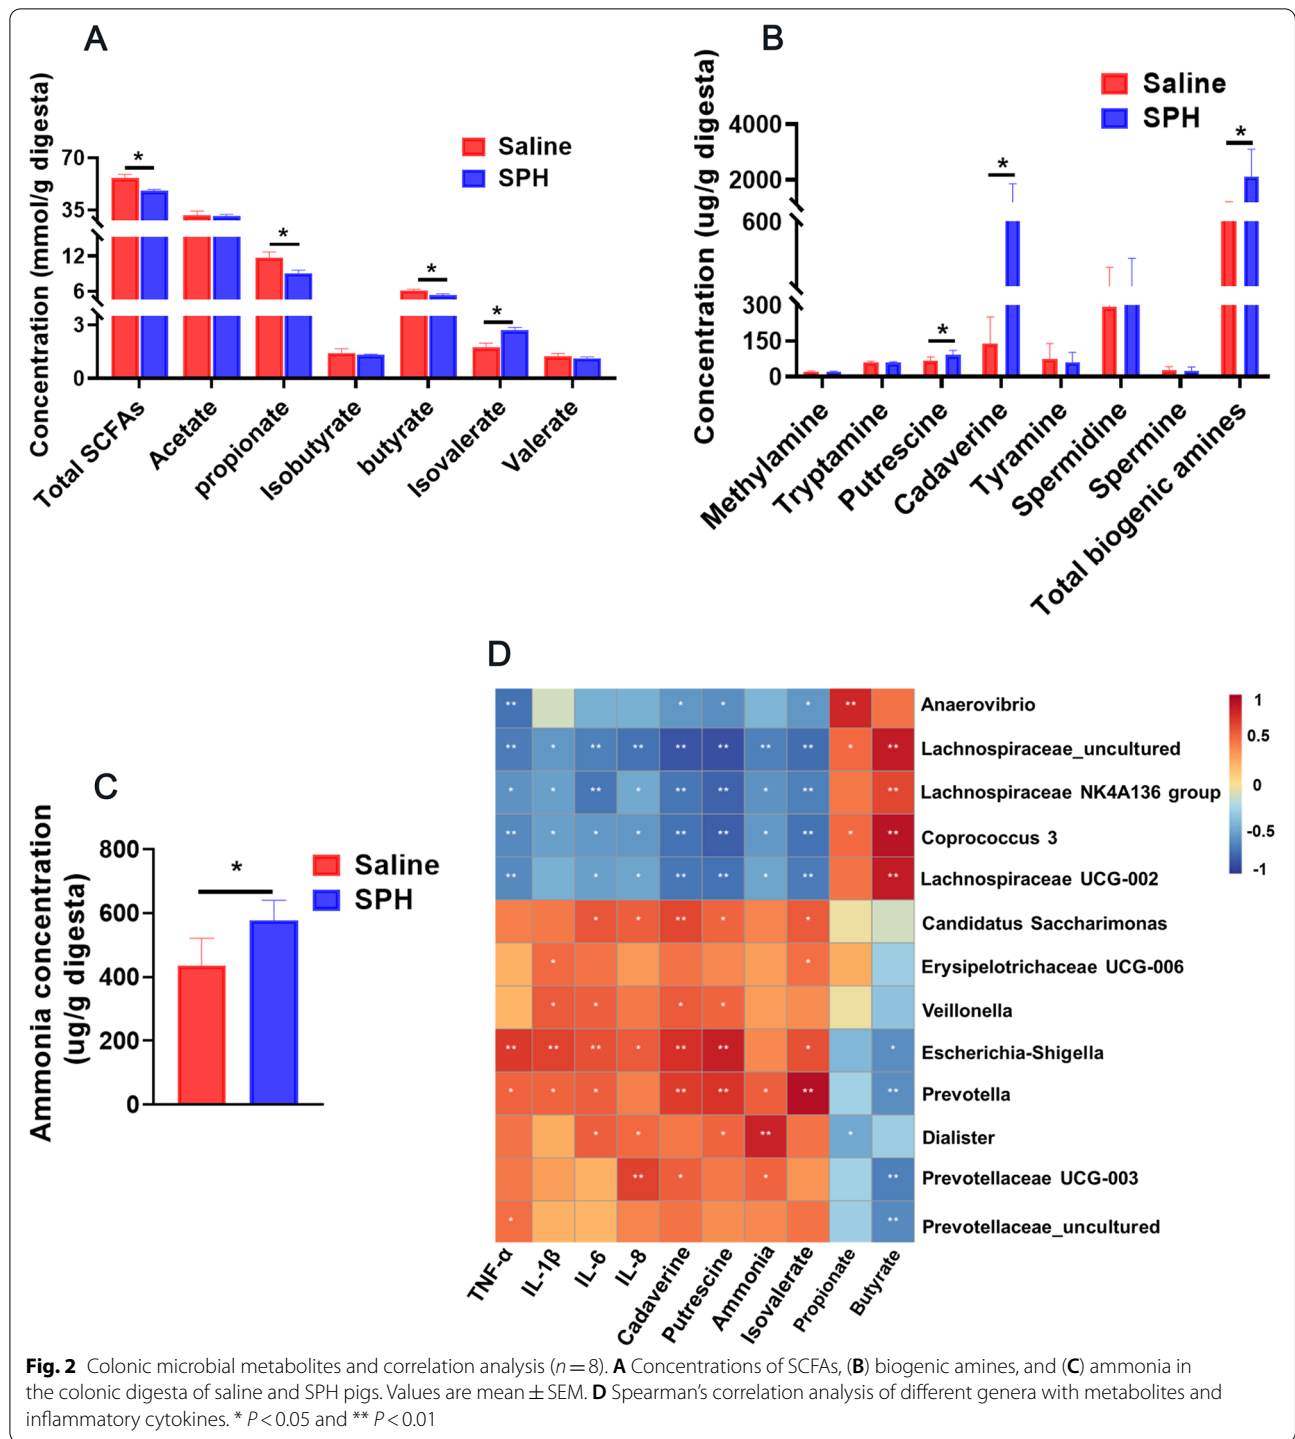 A
Concentration (mmol/g digesta)
70
35
12
6
3
0
Saline
SPH
*
*
*
*
Total SCFAs
Acetate
propionate
Isobutyrate
butyrate
Isovalerate
Valerate
B
Concentration (ug/g digesta)
4000
2000
600
300
150
0
Saline
SPH
*
*
*
Methylamine
Tryptamine
Putrescine
Cadaverine
Tyramine
Spermidine
Spermine
Total biogenic amines
C
Ammonia concentration
(ug/g digesta)
800
600
400
200
0
*
Saline
SPH
D
** * * * **
Anaerovibrio
** * ** ** ** ** ** ** * **
Lachnospiraceae_uncultured
* * ** * ** ** * ** **
Lachnospiraceae NK4A136 group
** * * * ** ** * ** * **
Coprococcus 3
** * * ** ** * ** **
Lachnospiraceae UCG-002
* * ** * *
Candidatus Saccharimonas
* *
Erysipelotrichaceae UCG-006
* * * *
Veillonella
** ** ** * ** ** * *
Escherichia-Shigella
* * * ** ** * ** **
Prevotella
* * * ** *
Dialister
** * * **
Prevotellaceae UCG-003
* **
Prevotellaceae_uncultured
TNF-α
IL-1β
IL-6
IL-8
Cadaverine
Putrescine
Ammonia
Isovalerate
Propionate
Butyrate
1
0.5
0
-0.5
-1
Fig. 2 Colonic microbial metabolites and correlation analysis (n = 8). A Concentrations of SCFAs, (B) biogenic amines, and (C) ammonia in
the colonic digesta of saline and SPH pigs. Values are mean ± SEM. D Spearman's correlation analysis of different genera with metabolites and
inflammatory cytokines. * P < 0.05 and ** P < 0.01